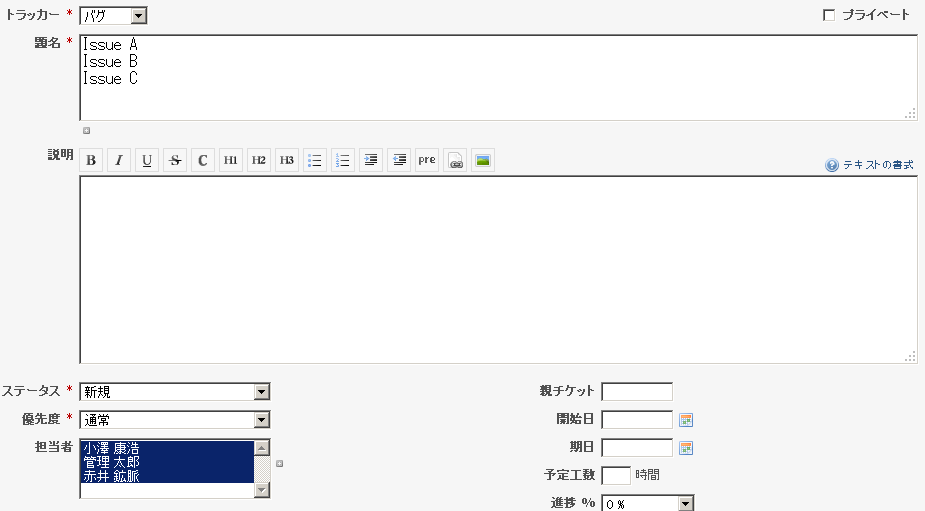 トラッカー * バグ プライベート
題名 * Issue A
Issue B
Issue C
説明 B I U S C H1 H2 H3 pre テキストの書式
ステータス * 新規 親チケット
優先度 * 通常 開始日
担当者 小澤 康浩 期日
管理 太郎
赤井 鉱脈 予定工数 時間
進捗 % 0 %